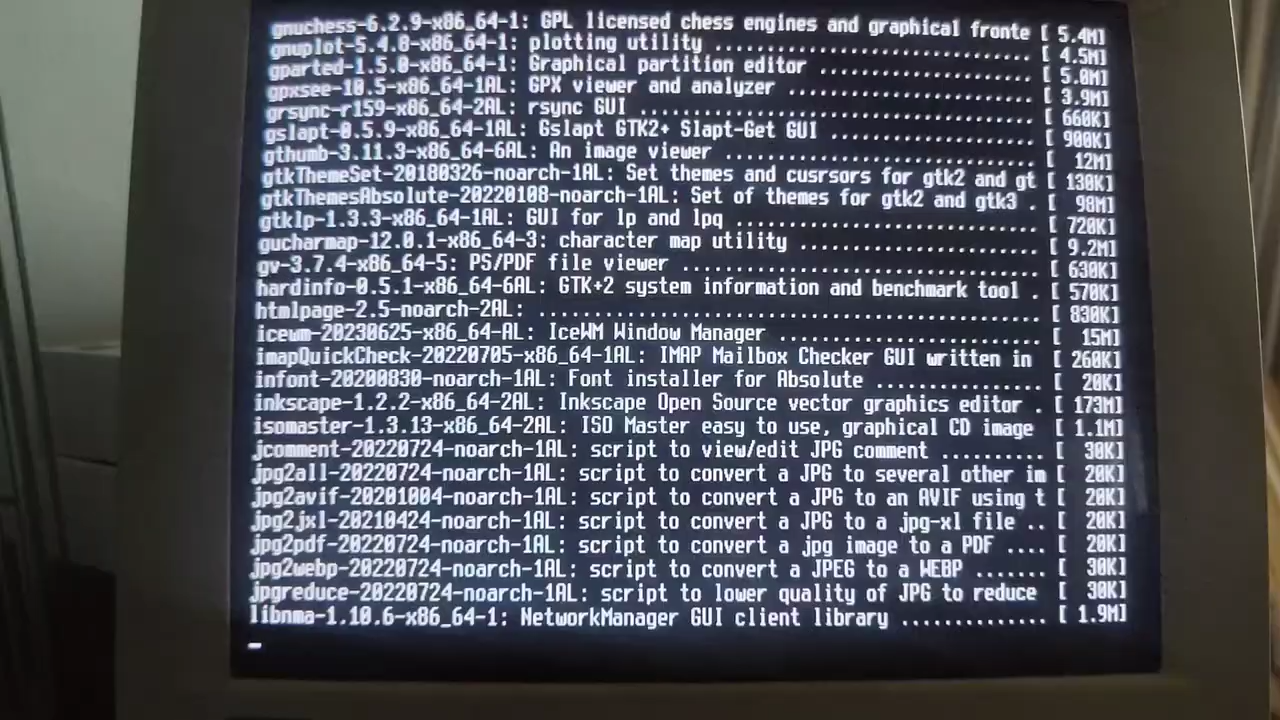 gnuchess-6.2.9-x86_64-1: GPL licensed chess engines and graphical fronte [ 5.4M]
gnuplot-5.4.8-x86_64-1: plotting utility ................................ [ 4.5M]
gparted-1.5.0-x86_64-1: Graphical partition editor ...................... [ 5.0M]
gpxsee-10.5-x86_64-1AL: GPX viewer and analyzer ......................... [ 3.9M]
grsync-r159-x86_64-2AL: rsync GUI ....................................... [ 660K]
gslapt-0.5.9-x86_64-1AL: Gslapt GTK2+ Slapt-Get GUI ..................... [ 900K]
gthumb-3.11.3-x86_64-6AL: An image viewer ............................... [  12M]
gtkThemeSet-20180326-noarch-1AL: Set themes and cusrsors for gtk2 and gt [ 130K]
gtkThemesAbsolute-20220108-noarch-1AL: Set of themes for gtk2 and gtk3 . [  98M]
gtklp-1.3.3-x86_64-1AL: GUI for lp and lpq .............................. [ 720K]
gucharmap-12.0.1-x86_64-3: character map utility ........................ [ 9.2M]
gv-3.7.4-x86_64-5: PS/PDF file viewer ................................... [ 630K]
hardinfo-0.5.1-x86_64-6AL: GTK+2 system information and benchmark tool . [ 570K]
htmlpage-2.5-noarch-2AL: ................................................ [ 830K]
icewm-20230625-x86_64-AL: IceWM Window Manager .......................... [  15M]
imapQuickCheck-20220705-x86_64-1AL: IMAP Mailbox Checker GUI written in  [ 260K]
infont-20200830-noarch-1AL: Font installer for Absolute ................. [  20K]
inkscape-1.2.2-x86_64-2AL: Inkscape Open Source vector graphics editor . [ 173M]
isomaster-1.3.13-x86_64-2AL: ISO Master easy to use, graphical CD image  [ 1.1M]
jcomment-20220724-noarch-1AL: script to view/edit JPG comment .......... [  30K]
jpg2all-20220724-noarch-1AL: script to convert a JPG to several other im [  20K]
jpg2avif-20201004-noarch-1AL: script to convert a JPG to an AVIF using t [  20K]
jpg2jxl-20210424-noarch-1AL: script to convert a JPG to a jpg-xl file .. [  20K]
jpg2pdf-20220724-noarch-1AL: script to convert a jpg image to a PDF .... [  20K]
jpg2webp-20220724-noarch-1AL: script to convert a JPEG to a WEBP ....... [  30K]
jpgreduce-20220724-noarch-1AL: script to lower quality of JPG to reduce  [  30K]
libnma-1.10.6-x86_64-1: NetworkManager GUI client library .............. [ 1.9M]